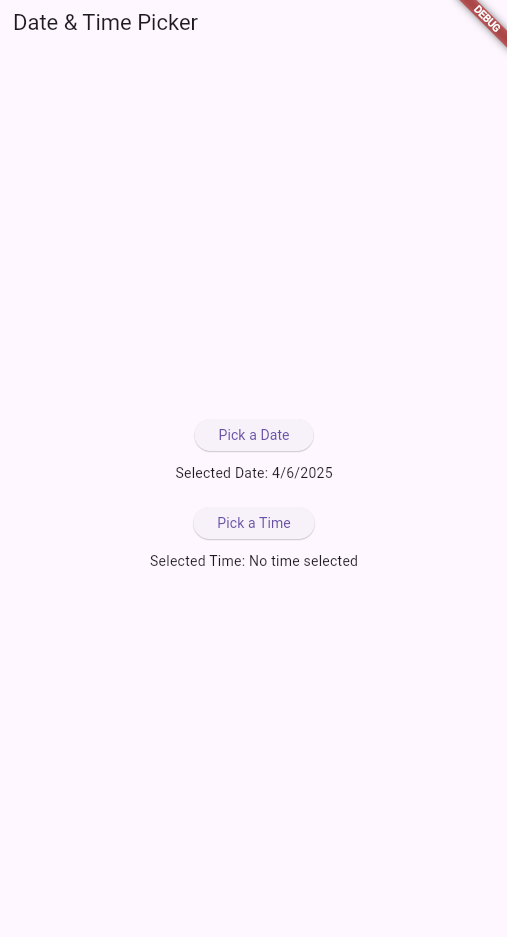 Date & Time Picker
DEBUG
Pick a Date
Selected Date: 4/6/2025
Pick a Time
Selected Time: No time selected